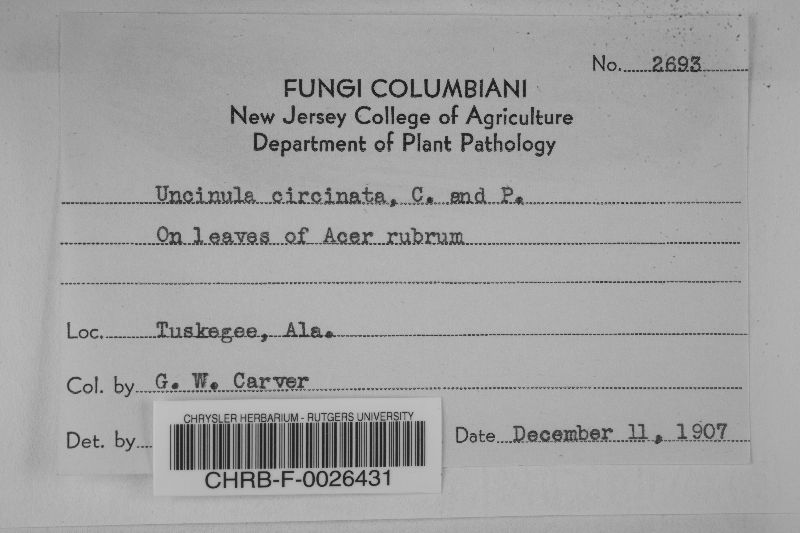 No. 2693
FUNGI COLUMBIANI
New Jersey College of Agriculture
Department of Plant Pathology
Uncinula circinata, C. and P.
On leaves of Acer rubrum
Loc. Tuskegee, Ala.
Col. by G. W. Carver
Det. by
Date December 11, 1907
CHRYSLER HERBARIUM - RUTGERS UNIVERSITY
CHRB-F-0026431